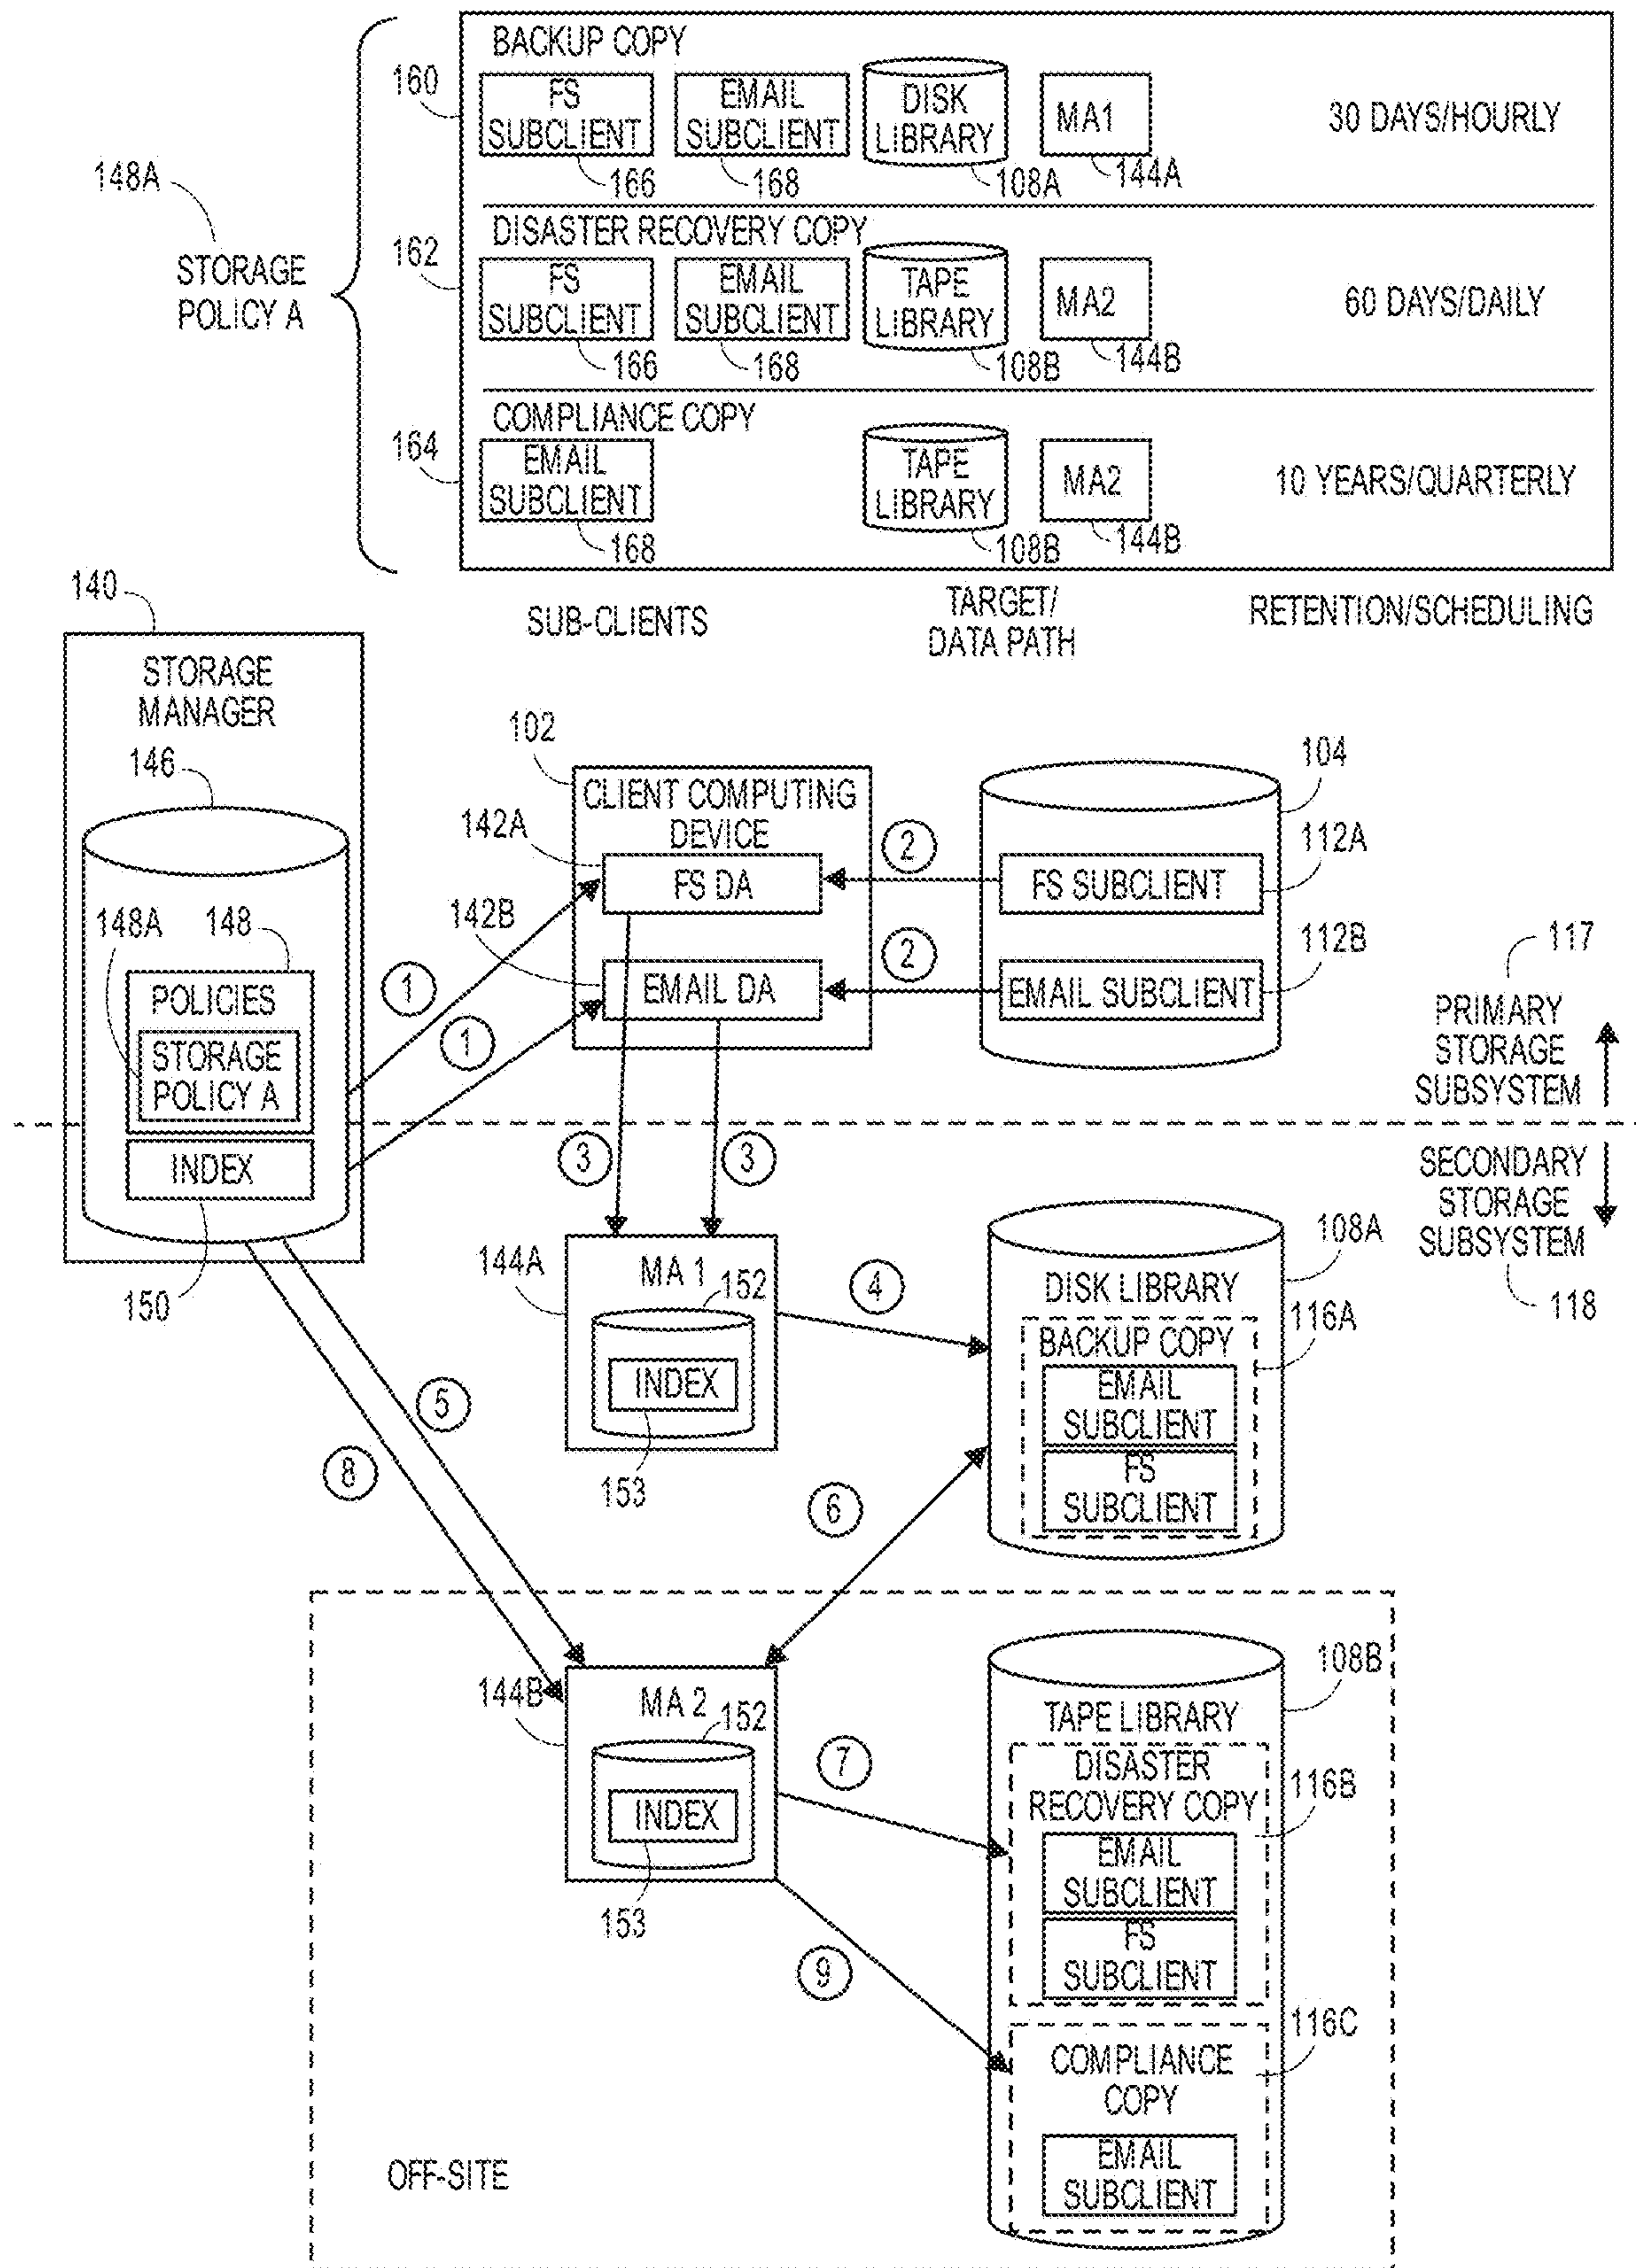 BACKUP COPY
160
FS
SUBCLIENT
166
EMAIL
SUBCLIENT
168
DISK
LIBRARY
108A
MA1
144A
30 DAYS/HOURLY
148A
STORAGE
POLICY A
DISASTER RECOVERY COPY
162
FS
SUBCLIENT
166
EMAIL
SUBCLIENT
168
TAPE
LIBRARY
108B
MA2
144B
60 DAYS/DAILY
COMPLIANCE COPY
164
EMAIL
SUBCLIENT
168
TAPE
LIBRARY
108B
MA2
144B
10 YEARS/QUARTERLY
SUB-CLIENTS
TARGET/
DATA PATH
RETENTION/SCHEDULING
140
STORAGE
MANAGER
146
148A
148
POLICIES
STORAGE
POLICY A
INDEX
150
102
CLIENT COMPUTING
DEVICE
142A
FS DA
142B
EMAIL DA
1
1
2
2
104
FS SUBCLIENT
112A
EMAIL SUBCLIENT
112B
117
PRIMARY
STORAGE
SUBSYSTEM
SECONDARY
STORAGE
SUBSYSTEM
118
3
3
144A
MA 1
152
INDEX
153
4
108A
DISK LIBRARY
116A
BACKUP COPY
EMAIL
SUBCLIENT
FS
SUBCLIENT
5
8
6
144B
MA 2
152
INDEX
153
7
9
108B
TAPE LIBRARY
DISASTER
RECOVERY COPY
116B
EMAIL
SUBCLIENT
FS
SUBCLIENT
116C
COMPLIANCE
COPY
EMAIL
SUBCLIENT
OFF-SITE